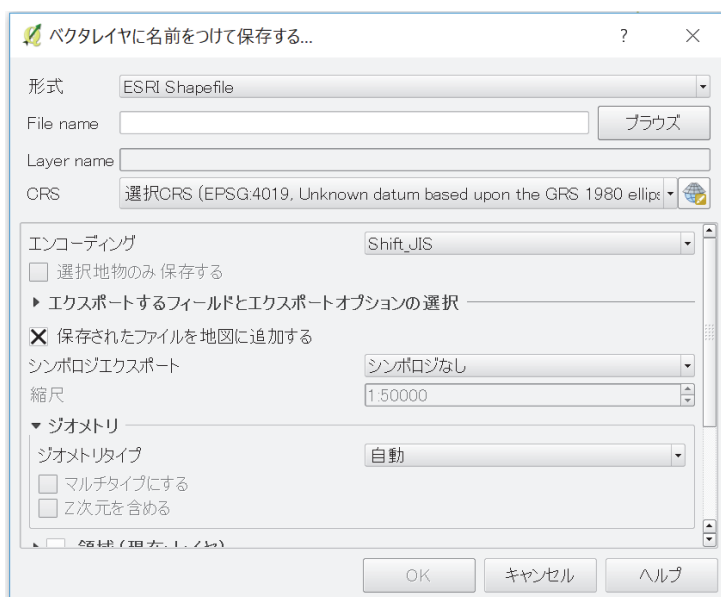 ベクタレイヤに名前をつけて保存する...
形式 ESRI Shapefile
File name ブラウズ
Layer name
CRS 選択CRS (EPSG:4019, Unknown datum based upon the GRS 1980 ellips
エンコーディング Shift_JIS
選択地物のみ保存する
エクスポートするフィールドとエクスポートオプションの選択
保存されたファイルを地図に追加する
シンボロジエクスポート シンボロジなし
縮尺 1:50000
ジオメトリ
ジオメトリタイプ 自動
マルチタイプにする
Z次元を含める
領域 (現在: レイヤ)
OK キャンセル ヘルプ